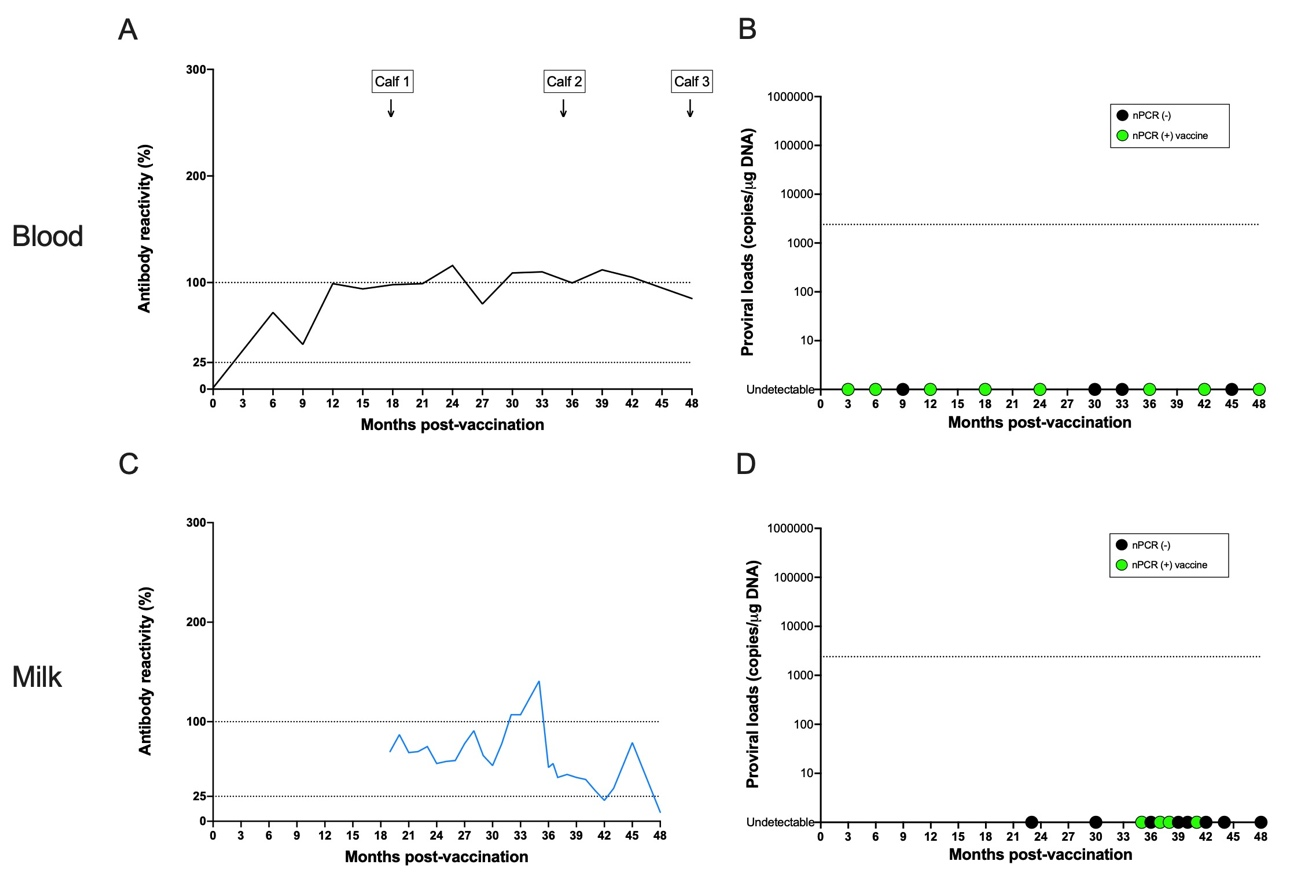 A
B
Calf 1
Calf 2
Calf 3
300
200
100
25
0
Antibody reactivity (%)
0 3 6 9 12 15 18 21 24 27 30 33 36 39 42 45 48
Months post-vaccination
Blood
nPCR (-)
nPCR (+) vaccine
1000000
100000
10000
1000
100
10
Undetectable
Proviral loads (copies/µg DNA)
0 3 6 9 12 15 18 21 24 27 30 33 36 39 42 45 48
Months post-vaccination
C
D
300
200
100
25
0
Antibody reactivity (%)
0 3 6 9 12 15 18 21 24 27 30 33 36 39 42 45 48
Months post-vaccination
Milk
nPCR (-)
nPCR (+) vaccine
1000000
100000
10000
1000
100
10
Undetectable
Proviral loads (copies/µg DNA)
0 3 6 9 12 15 18 21 24 27 30 33 36 39 42 45 48
Months post-vaccination